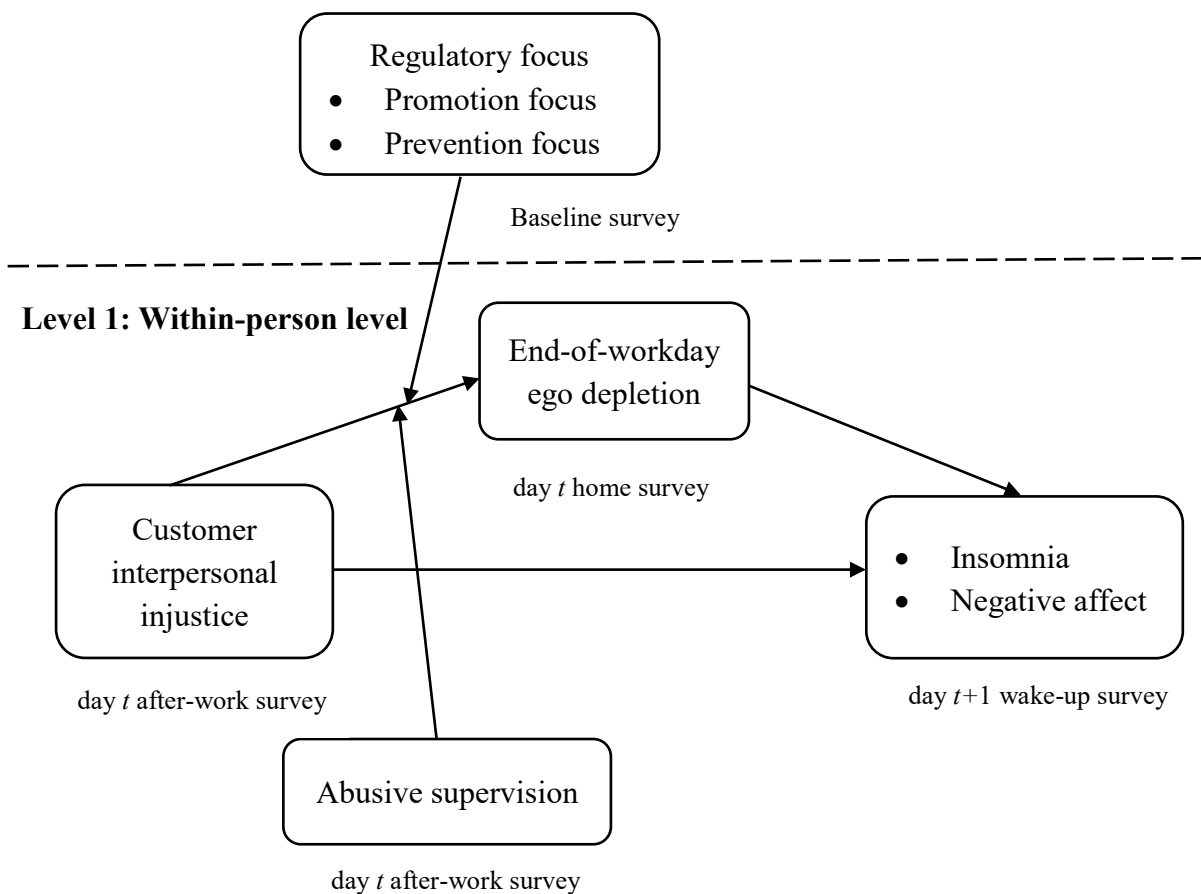 Regulatory focus
• Promotion focus
• Prevention focus
Baseline survey
Level 1: Within-person level
End-of-workday
ego depletion
day t home survey
Customer
interpersonal
injustice
• Insomnia
• Negative affect
day t after-work survey
day t+1 wake-up survey
Abusive supervision
day t after-work survey